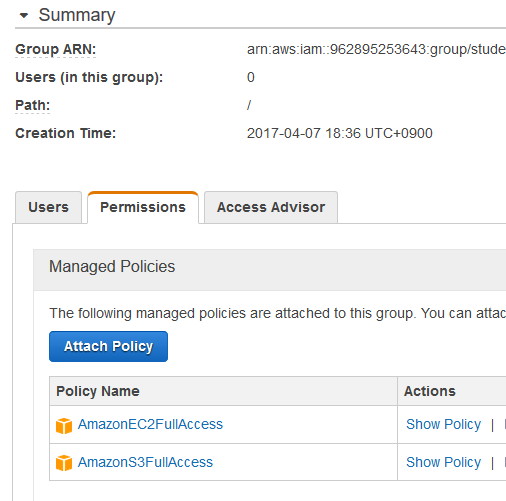 Summary
Group ARN: arn:aws:iam::962895253643:group/stude
Users (in this group): 0
Path: /
Creation Time: 2017-04-07 18:36 UTC+0900
Users Permissions Access Advisor
Managed Policies
The following managed policies are attached to this group. You can attac
Attach Policy
Policy Name Actions
AmazonEC2FullAccess Show Policy |
AmazonS3FullAccess Show Policy |